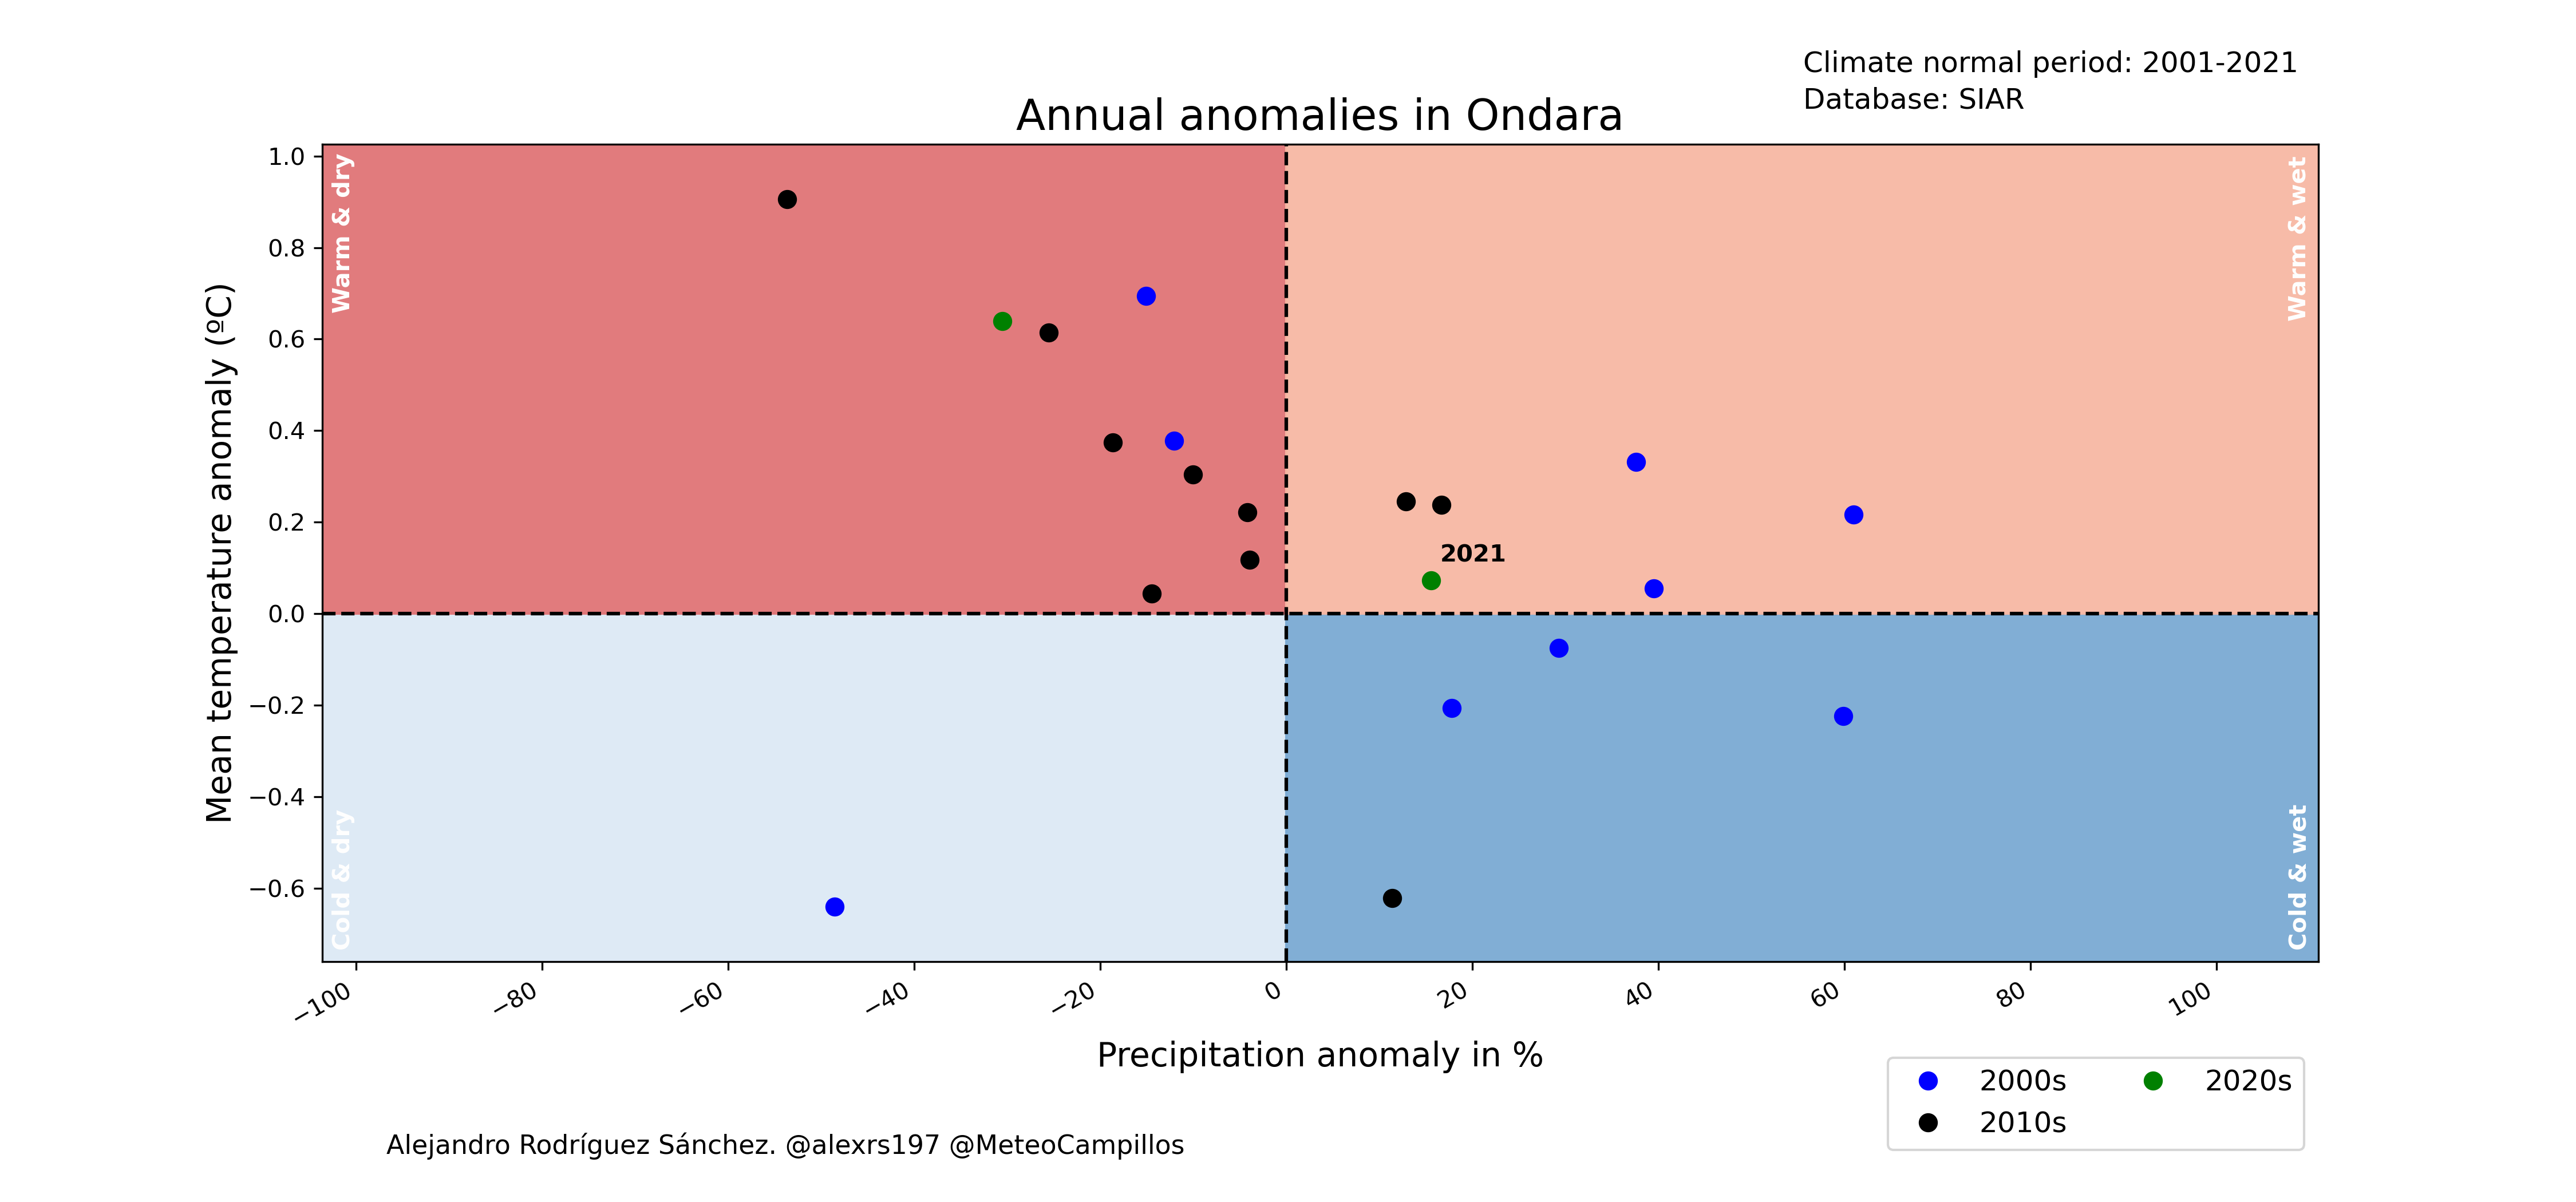 Climate normal period: 2001-2021
Database: SIAR
Annual anomalies in Ondara
Mean temperature anomaly (ºC)
1.0
0.8
0.6
0.4
0.2
0.0
−0.2
−0.4
−0.6
Warm & dry
Warm & wet
2021
Cold & dry
Cold & wet
−100
−80
−60
−40
−20
0
20
40
60
80
100
Precipitation anomaly in %
2000s
2010s
2020s
Alejandro Rodríguez Sánchez. @alexrs197 @MeteoCampillos